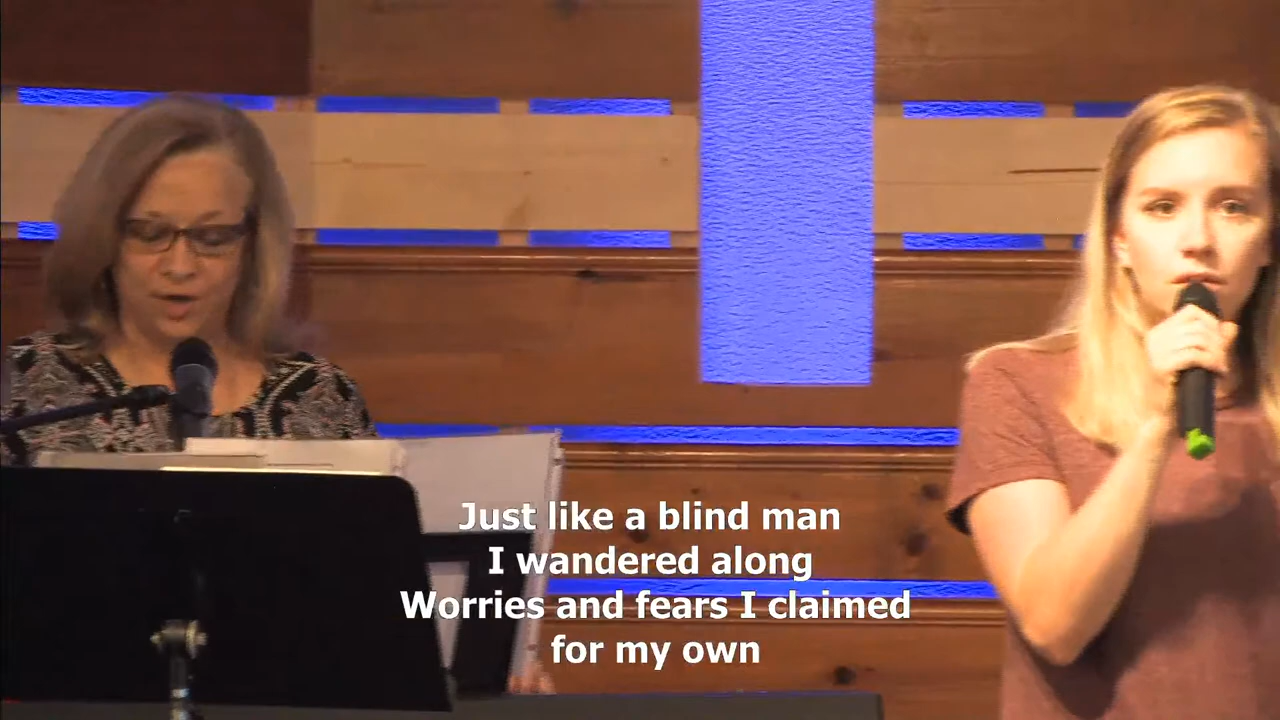 Just like a blind man
I wandered along
Worries and fears I claimed
for my own